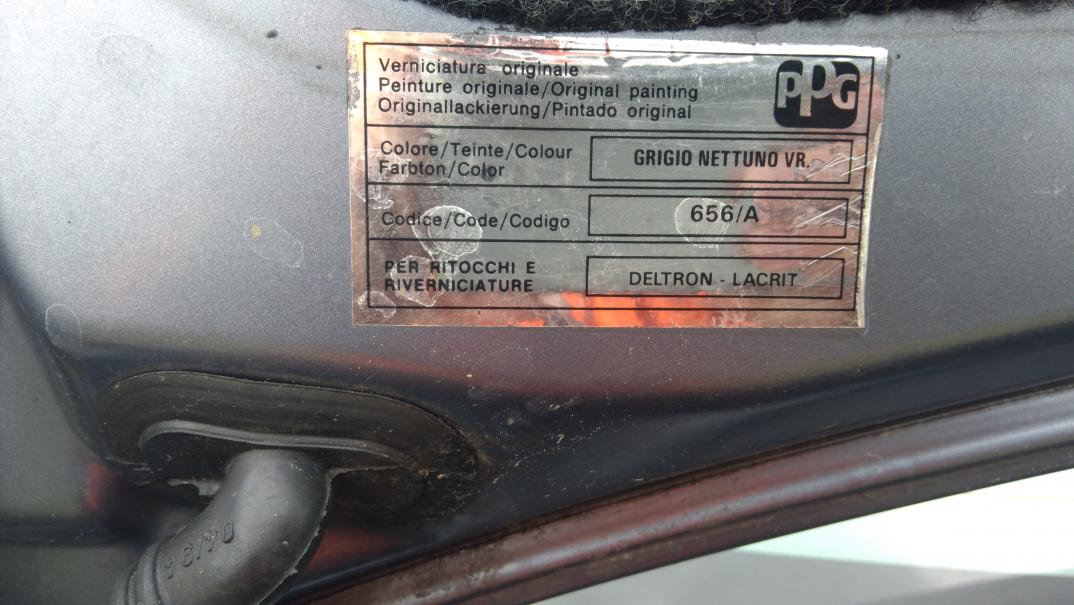 Verniciatura originale
Peinture originale/Original painting
Originallackierung/Pintado original
PPG
Colore/Teinte/Colour
Farbton/Color
GRIGIO NETTUNO VR.
Codice/Code/Codigo
656/A
PER RITOCCHI E
RIVERNICIATURE
DELTRON - LACRIT